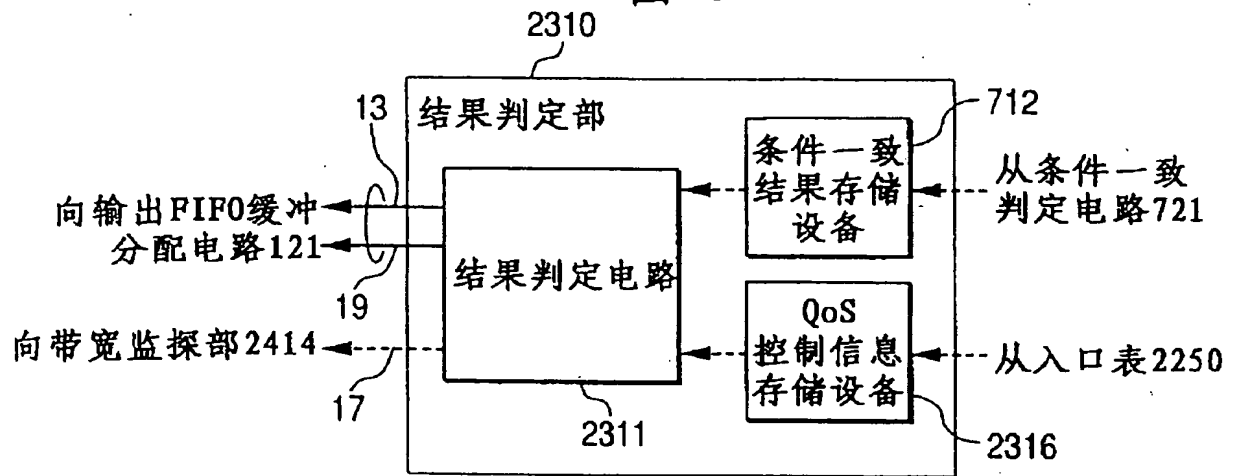 图
2310
结果判定部
13
712
条件一致
结果存储
设备
从条件一致
判定电路721
向输出FIFO缓冲
分配电路121
结果判定电路
19
QoS
控制信息
存储设备
向带宽监探部2414
从入口表2250
17
2311
2316